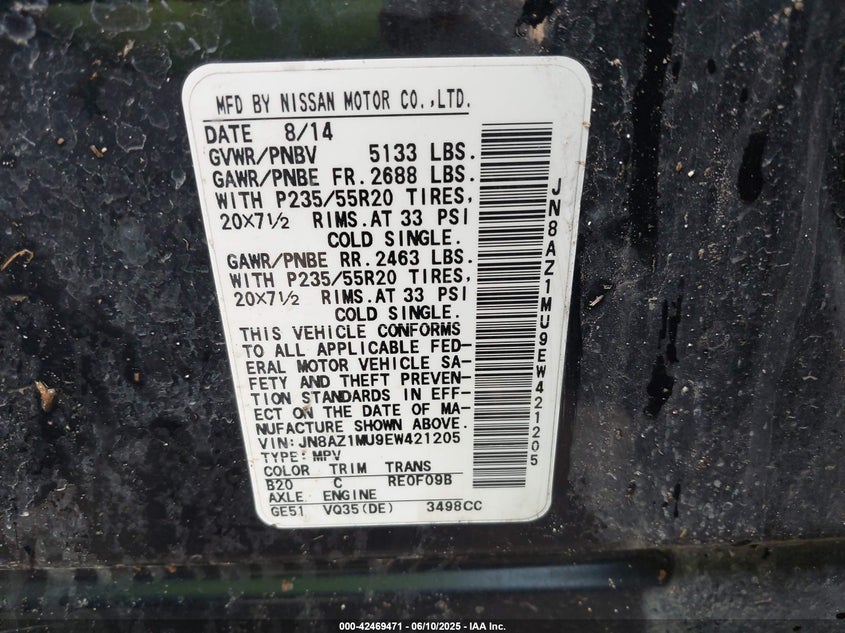 MFD BY NISSAN MOTOR CO.,LTD.
DATE 8/14
GVWR/PNBV 5133 LBS.
GAWR/PNBE FR. 2688 LBS.
WITH P235/55R20 TIRES,
20X7½ RIMS. AT 33 PSI
COLD SINGLE.
GAWR/PNBE RR. 2463 LBS.
WITH P235/55R20 TIRES,
20X7½ RIMS. AT 33 PSI
COLD SINGLE.
THIS VEHICLE CONFORMS
TO ALL APPLICABLE FED-
ERAL MOTOR VEHICLE SA-
FETY AND THEFT PREVEN-
TION STANDARDS IN EFF-
ECT ON THE DATE OF MA-
NUFACTURE SHOWN ABOVE.
VIN: JN8AZ1MU9EW421205
TYPE: MPV
COLOR TRIM TRANS
B20 C RE0F09B
AXLE ENGINE
GE51 VQ35(DE) 3498CC
JN8AZ1MU9EW421205
000-42469471 - 06/10/2025 - IAA Inc.